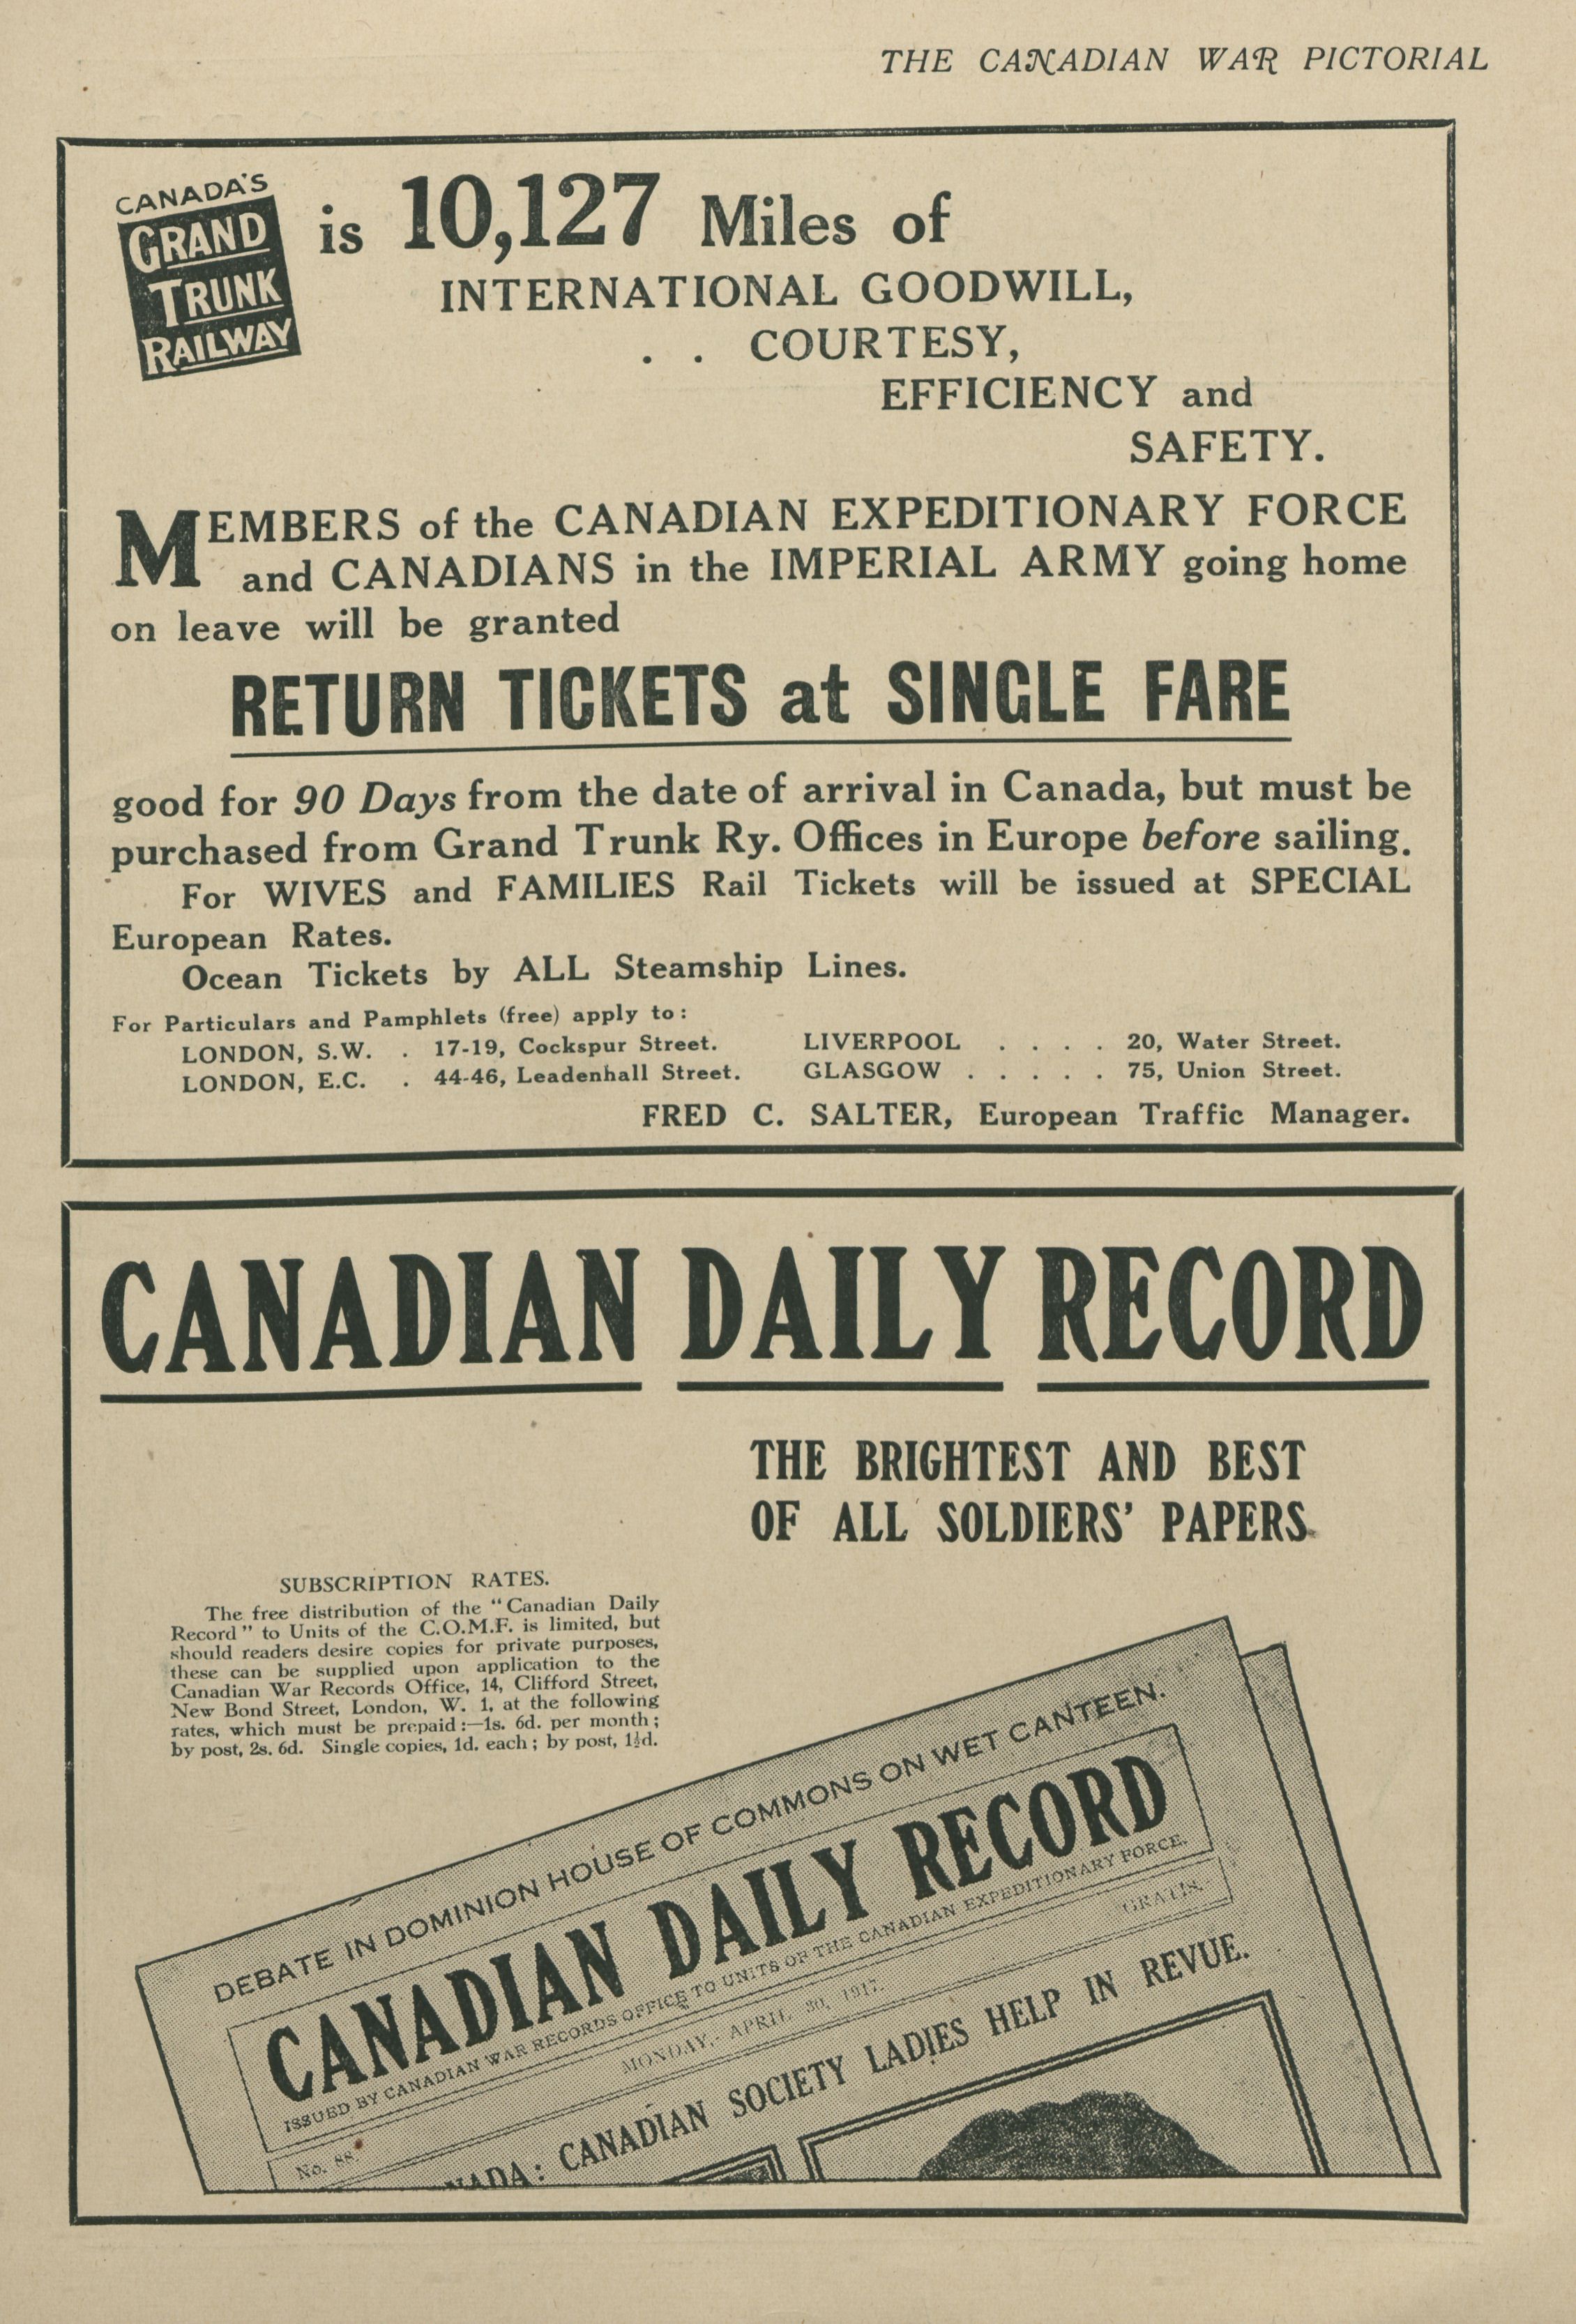 THE CANADIAN WAR PICTORIAL
CANADA'S
GRAND
TRUNK
RAILWAY
is 10,127 Miles of
INTERNATIONAL GOODWILL,
. . COURTESY,
EFFICIENCY and
SAFETY.
MEMBERS of the CANADIAN EXPEDITIONARY FORCE
and CANADIANS in the IMPERIAL ARMY going home
on leave will be granted
RETURN TICKETS at SINGLE FARE
good for 90 Days from the date of arrival in Canada, but must be
purchased from Grand Trunk Ry. Offices in Europe before sailing.
For WIVES and FAMILIES Rail Tickets will be issued at SPECIAL
European Rates.
Ocean Tickets by ALL Steamship Lines.
For Particulars and Pamphlets (free) apply to:
LONDON, S.W. . 17-19, Cockspur Street. LIVERPOOL . . . . 20, Water Street.
LONDON, E.C. . 44-46, Leadenhall Street. GLASGOW . . . . . 75, Union Street.
FRED C. SALTER, European Traffic Manager.
CANADIAN DAILY RECORD
THE BRIGHTEST AND BEST
OF ALL SOLDIERS' PAPERS
SUBSCRIPTION RATES.
The free distribution of the "Canadian Daily
Record" to Units of the C.O.M.F. is limited, but
should readers desire copies for private purposes,
these can be supplied upon application to the
Canadian War Records Office, 14, Clifford Street,
New Bond Street, London, W. 1, at the following
rates, which must be prepaid:—1s. 6d. per month;
by post, 2s. 6d. Single copies, 1d. each; by post, 1½d.
DEBATE IN DOMINION HOUSE OF COMMONS ON WET CANTEEN.
CANADIAN DAILY RECORD
ISSUED BY CANADIAN WAR RECORDS OFFICE TO UNITS OF THE CANADIAN EXPEDITIONARY FORCE.
No. 88. MONDAY, APRIL 30, 1917. GRATIS.
CANADIAN SOCIETY LADIES HELP IN REVUE.